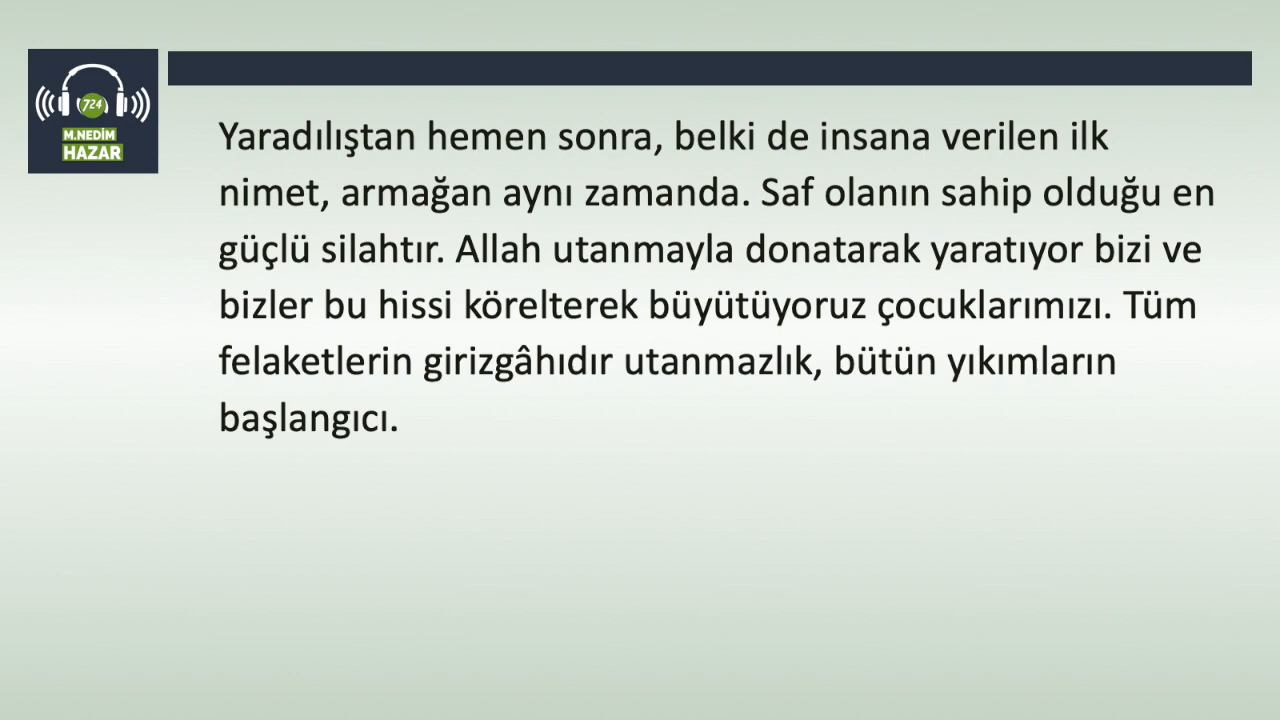 724
M.NEDİM
HAZAR
Yaradılıştan hemen sonra, belki de insana verilen ilk
nimet, armağan aynı zamanda. Saf olanın sahip olduğu en
güçlü silahtır. Allah utanmayla donatarak yaratıyor bizi ve
bizler bu hissi körelterek büyütüyoruz çocuklarımızı. Tüm
felaketlerin girizgâhıdır utanmazlık, bütün yıkımların
başlangıcı.